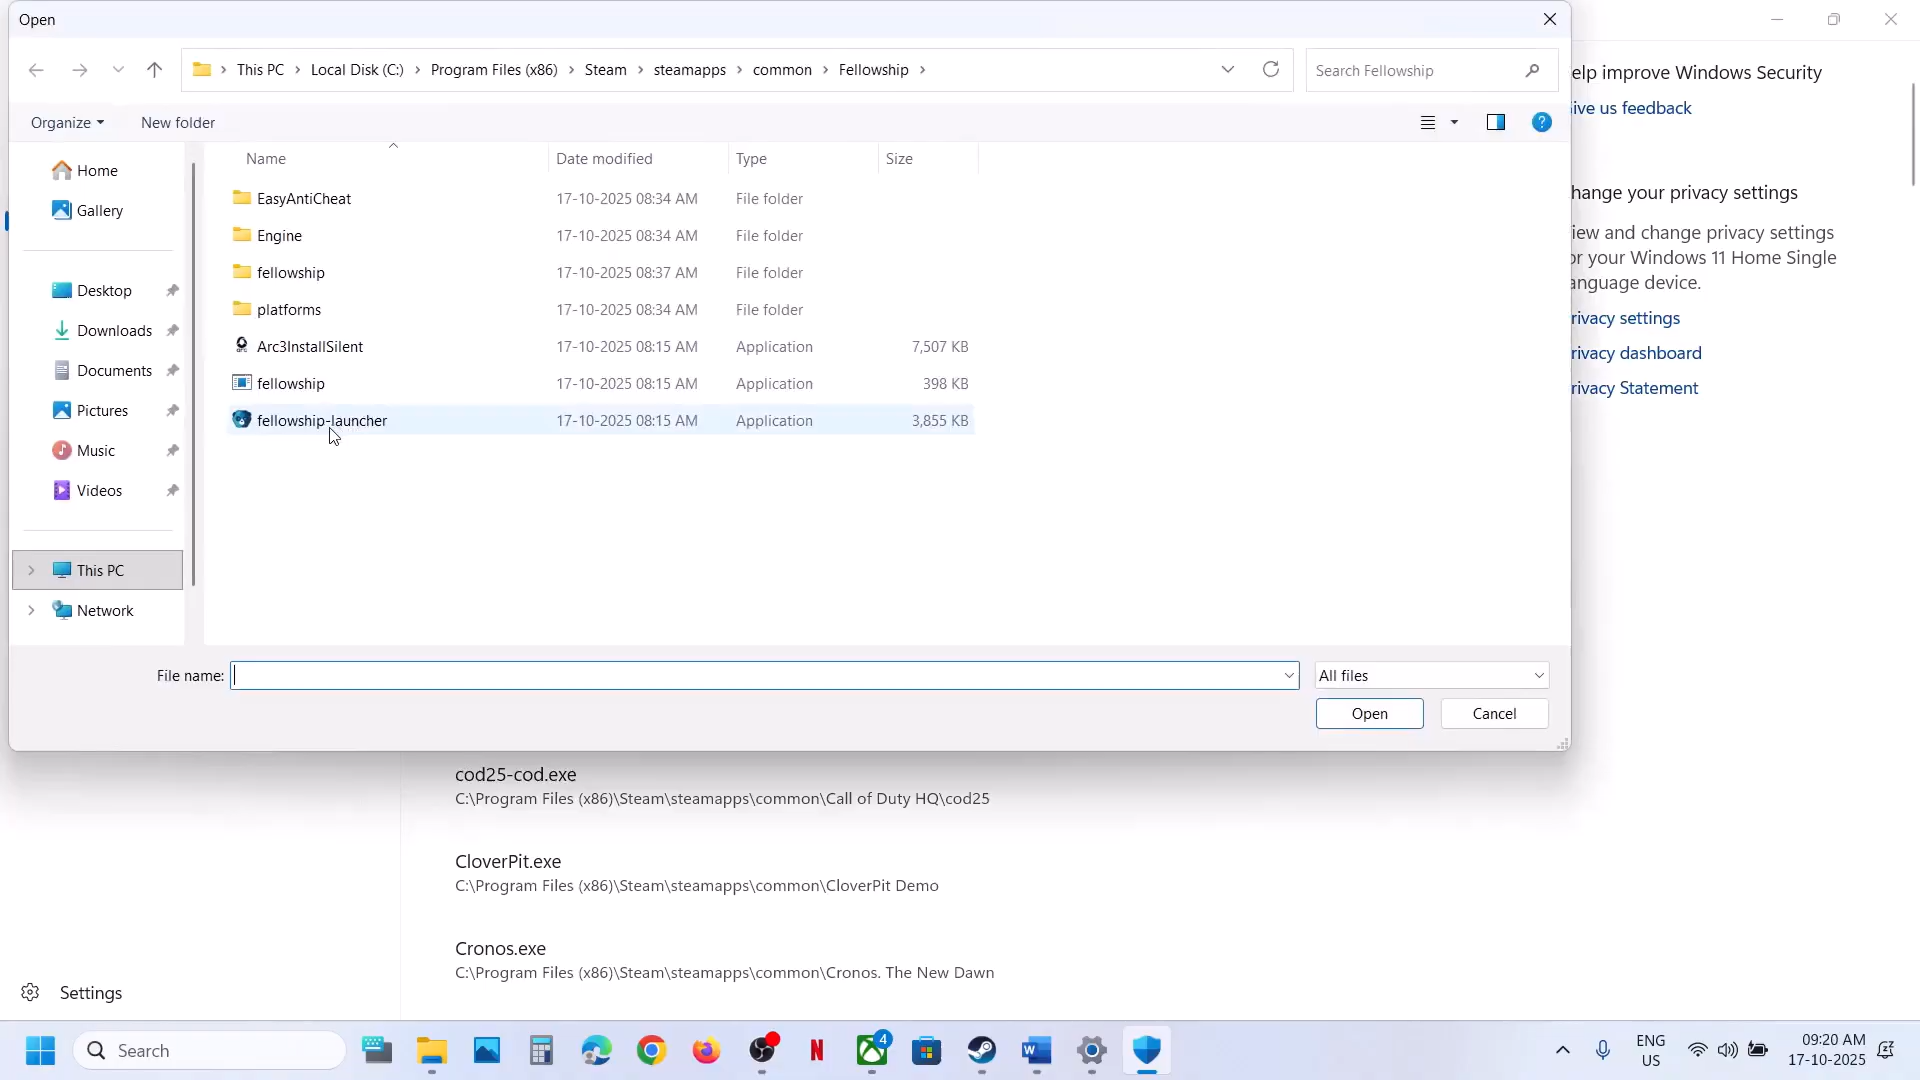 Open
This PC > Local Disk (C:) > Program Files (x86) > Steam > steamapps > common > Fellowship >
Search Fellowship
Organize
New folder
Home
Gallery
Desktop
Downloads
Documents
Pictures
Music
Videos
This PC
Network
Name Date modified Type Size
EasyAntiCheat 17-10-2025 08:34 AM File folder
Engine 17-10-2025 08:34 AM File folder
fellowship 17-10-2025 08:37 AM File folder
platforms 17-10-2025 08:34 AM File folder
Arc3InstallSilent 17-10-2025 08:15 AM Application 7,507 KB
fellowship 17-10-2025 08:15 AM Application 398 KB
fellowship-launcher 17-10-2025 08:15 AM Application 3,855 KB
File name:
All files
Open
Cancel
elp improve Windows Security
ive us feedback
hange your privacy settings
iew and change privacy settings
or your Windows 11 Home Single
anguage device.
rivacy settings
rivacy dashboard
rivacy Statement
cod25-cod.exe
C:\Program Files (x86)\Steam\steamapps\common\Call of Duty HQ\cod25
CloverPit.exe
C:\Program Files (x86)\Steam\steamapps\common\CloverPit Demo
Cronos.exe
C:\Program Files (x86)\Steam\steamapps\common\Cronos. The New Dawn
Settings
Search
4
ENG
US
09:20 AM
17-10-2025